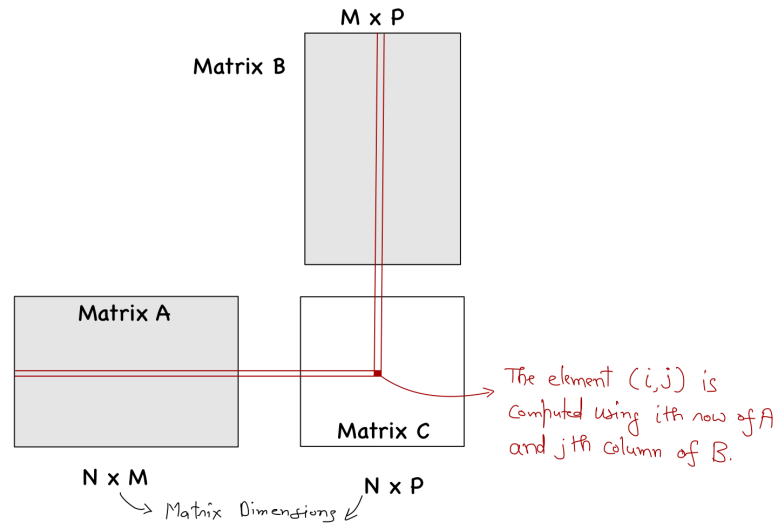 M x P
Matrix B
Matrix A
The element (i,j) is
computed using ith row of A
and jth column of B.
Matrix C
N x M
N x P
Matrix Dimensions